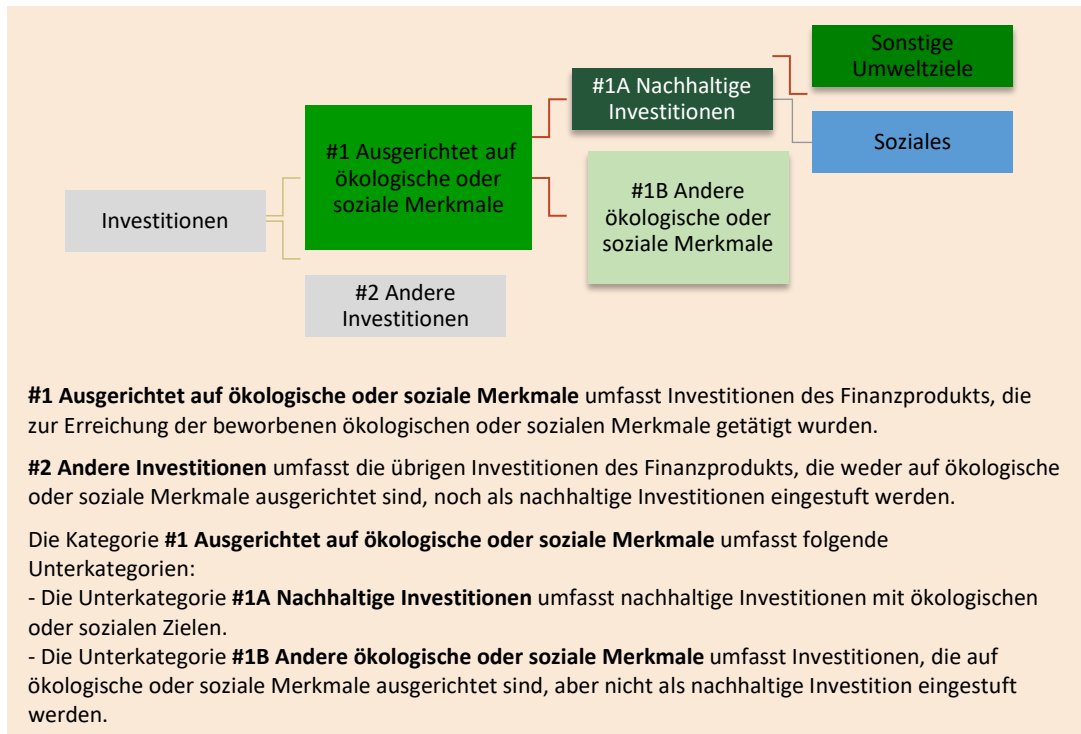 Sonstige
Umweltziele
#1A Nachhaltige
Investitionen
#1 Ausgerichtet auf
ökologische oder
soziale Merkmale
Soziales
#1B Andere
ökologische oder
soziale Merkmale
Investitionen
#2 Andere
Investitionen
#1 Ausgerichtet auf ökologische oder soziale Merkmale umfasst Investitionen des Finanzprodukts, die
zur Erreichung der beworbenen ökologischen oder sozialen Merkmale getätigt wurden.
#2 Andere Investitionen umfasst die übrigen Investitionen des Finanzprodukts, die weder auf ökologische
oder soziale Merkmale ausgerichtet sind, noch als nachhaltige Investitionen eingestuft werden.
Die Kategorie #1 Ausgerichtet auf ökologische oder soziale Merkmale umfasst folgende
Unterkategorien:
- Die Unterkategorie #1A Nachhaltige Investitionen umfasst nachhaltige Investitionen mit ökologischen
oder sozialen Zielen.
- Die Unterkategorie #1B Andere ökologische oder soziale Merkmale umfasst Investitionen, die auf
ökologische oder soziale Merkmale ausgerichtet sind, aber nicht als nachhaltige Investition eingestuft
werden.